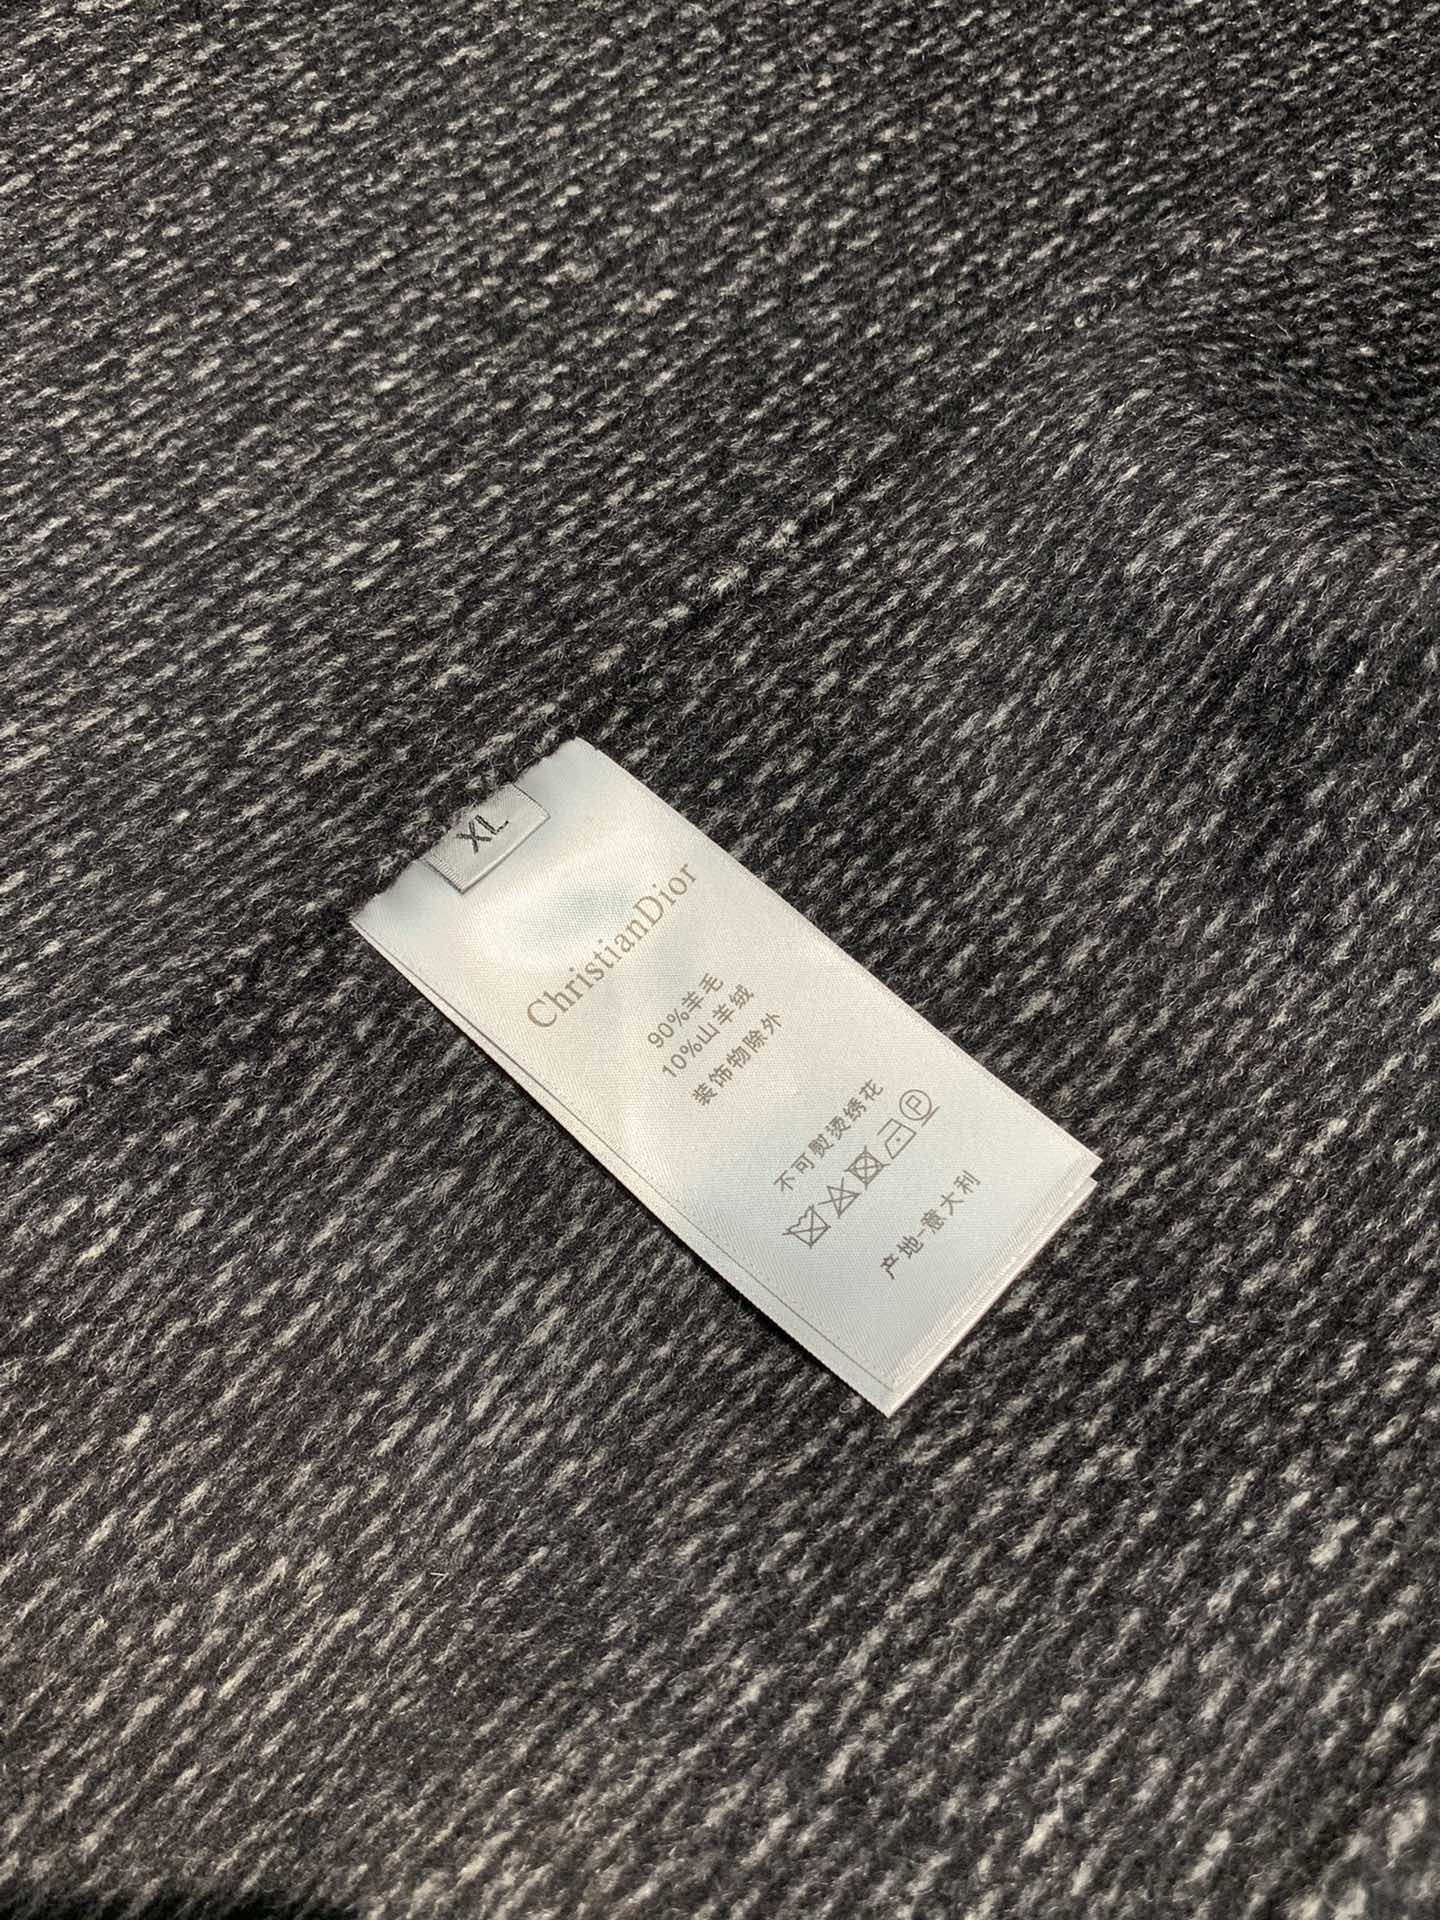 XL
ChristianDior
90%羊毛
10%山羊绒
装饰物除外
不可熨烫绣花
P
产地-意大利